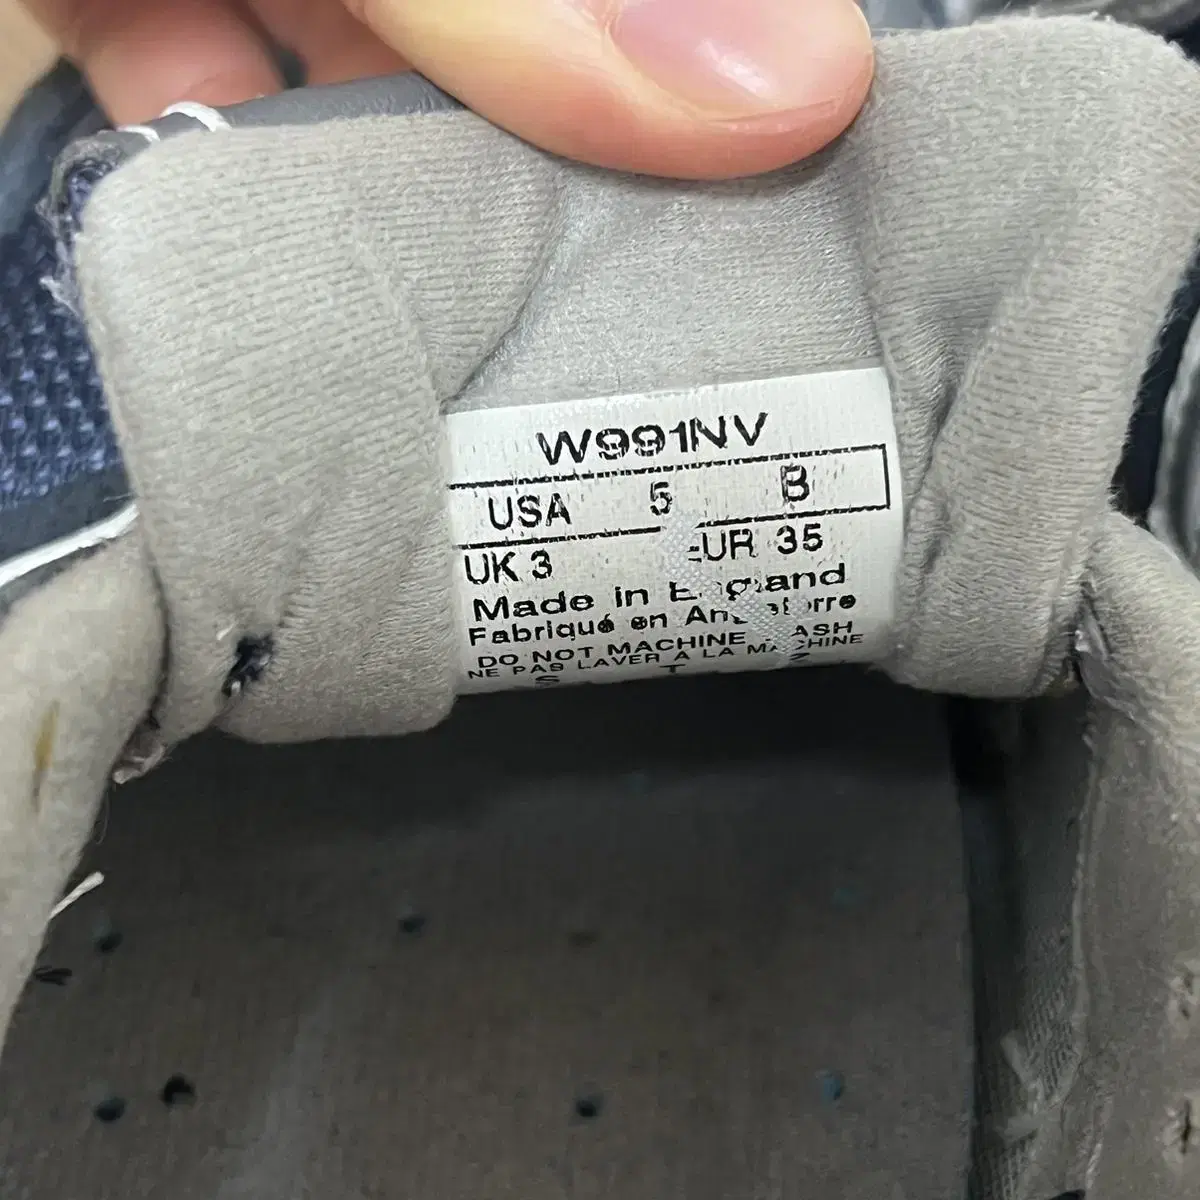 W991NV
USA 5 B
UK 3 EUR 35
Made in England
Fabriqué en Angleterre
DO NOT MACHINE WASH
NE PAS LAVER A LA MACHINE
S T